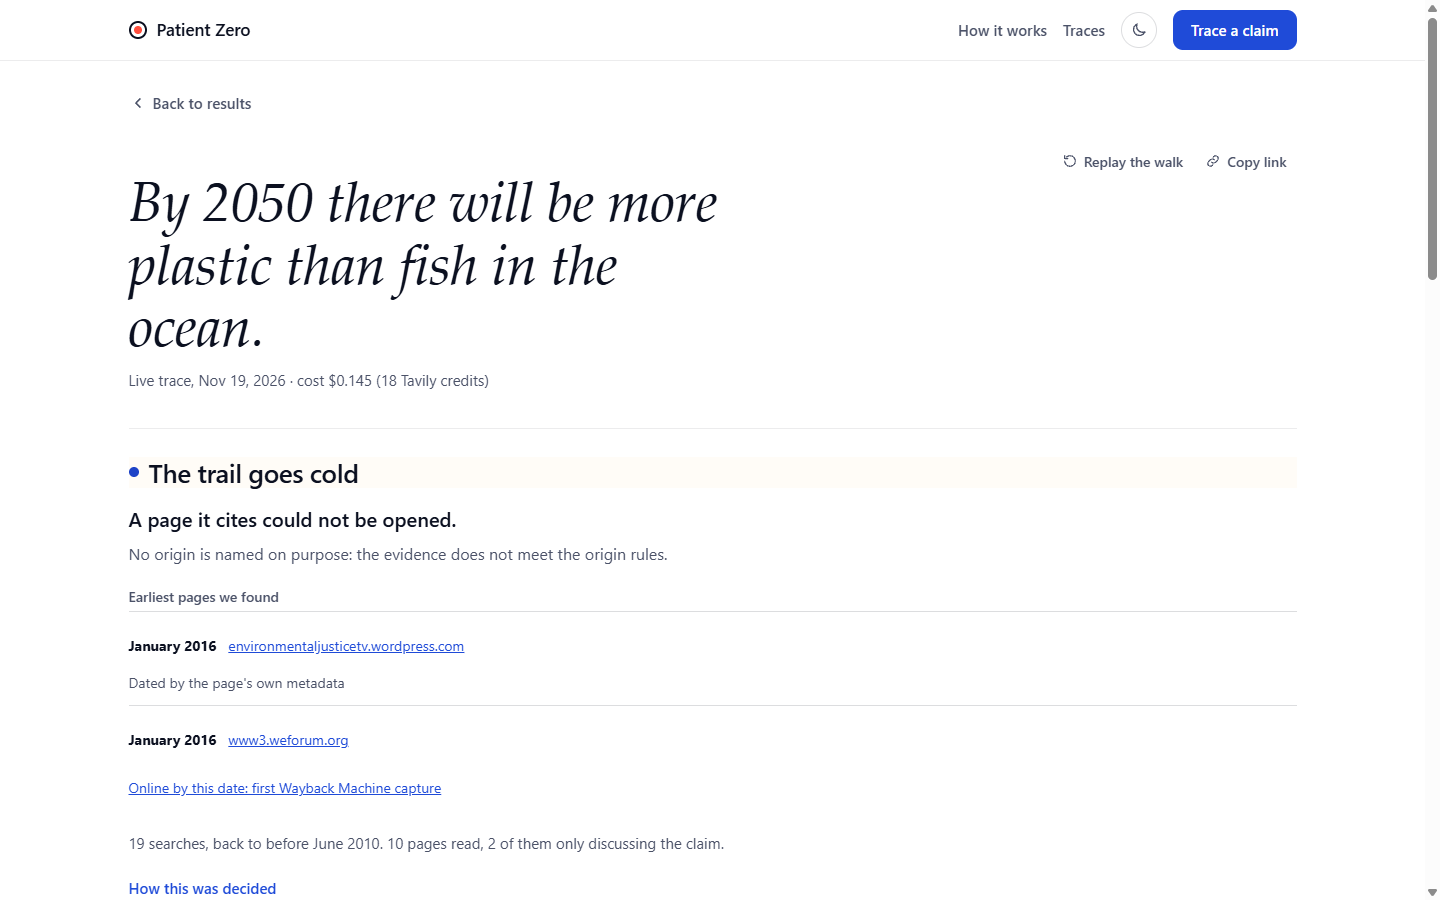 Patient Zero
How it works
Traces
Trace a claim
Back to results
Replay the walk
Copy link
By 2050 there will be more
plastic than fish in the
ocean.
Live trace, Nov 19, 2026 · cost $0.145 (18 Tavily credits)
The trail goes cold
A page it cites could not be opened.
No origin is named on purpose: the evidence does not meet the origin rules.
Earliest pages we found
January 2016 environmentaljusticetv.wordpress.com
Dated by the page's own metadata
January 2016 www3.weforum.org
Online by this date: first Wayback Machine capture
19 searches, back to before June 2010. 10 pages read, 2 of them only discussing the claim.
How this was decided